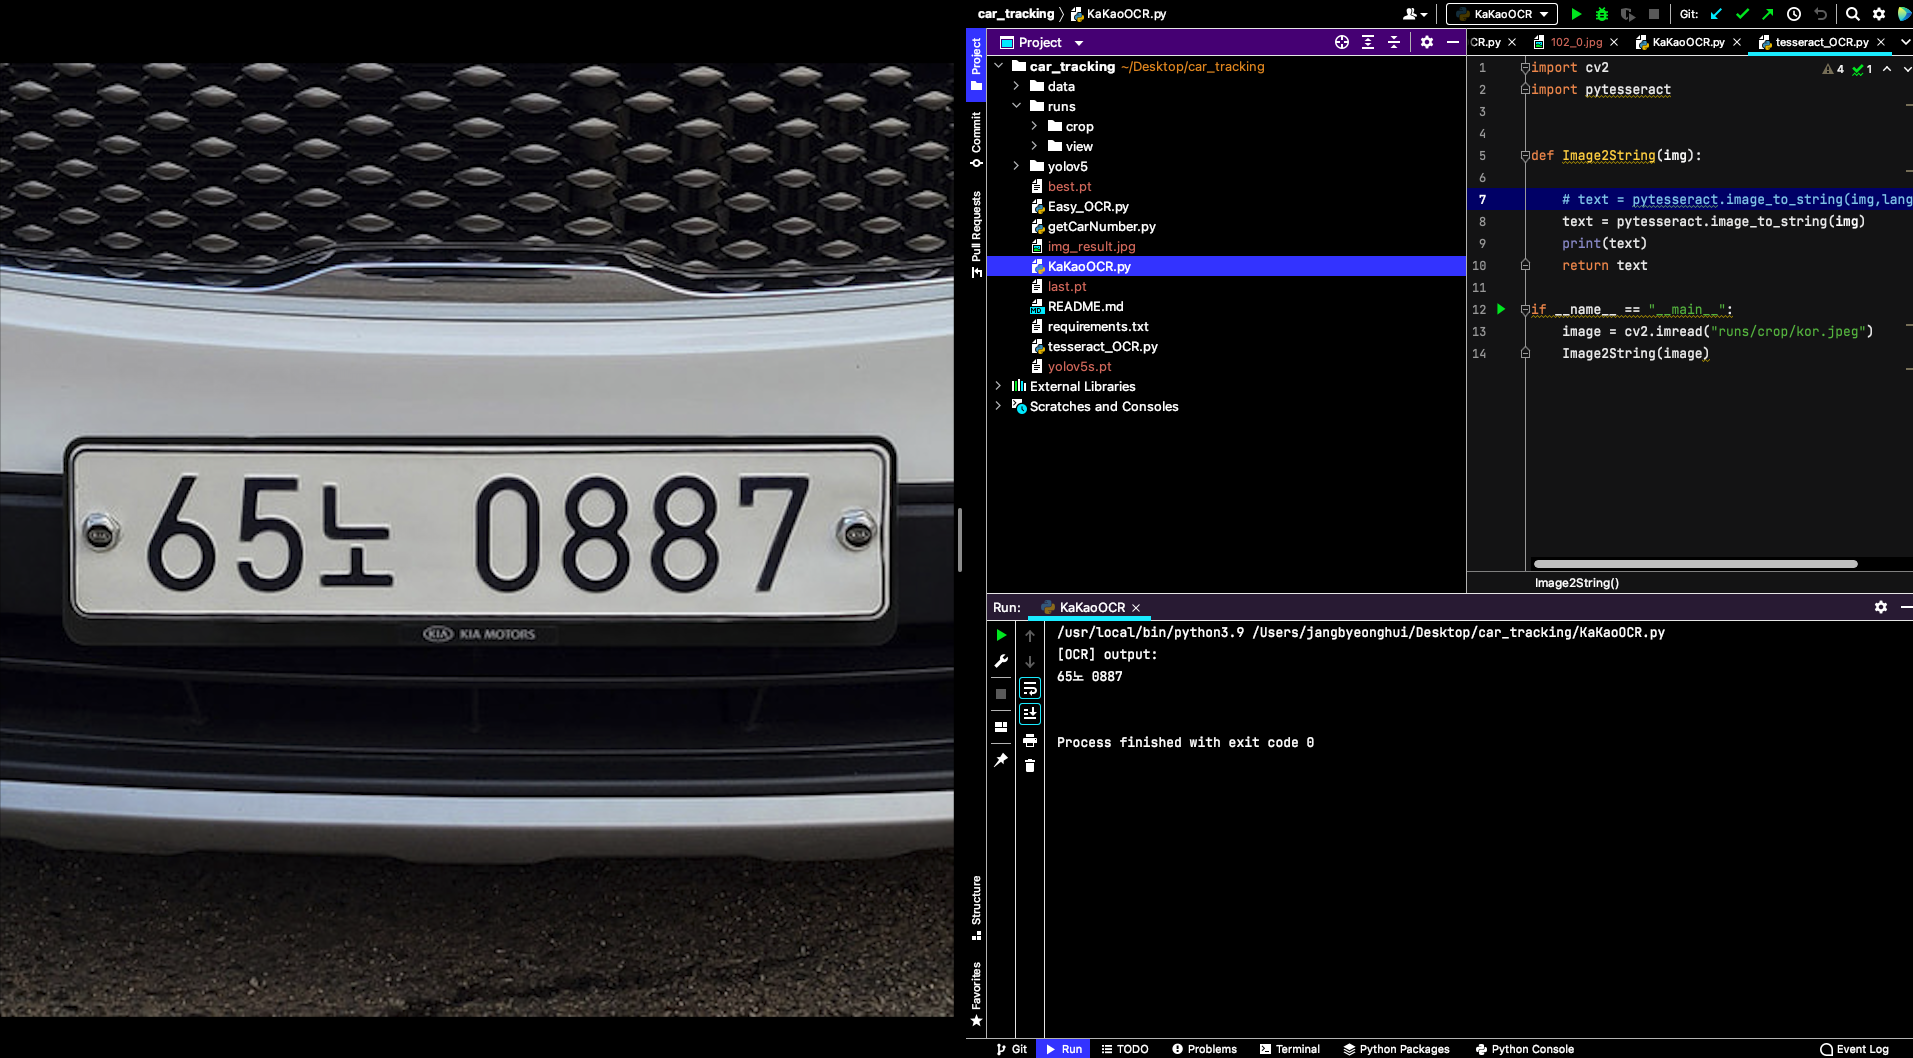 65노 0887
KIA
KIA
KIA KIA MOTORS
car_tracking
KaKaoOCR.py
KaKaoOCR
Git:
Project
Commit
Pull Requests
Structure
Favorites
Project
car_tracking ~/Desktop/car_tracking
data
runs
crop
view
yolov5
best.pt
Easy_OCR.py
getCarNumber.py
img_result.jpg
KaKaoOCR.py
last.pt
README.md
requirements.txt
tesseract_OCR.py
yolov5s.pt
External Libraries
Scratches and Consoles
CR.py 102_0.jpg KaKaoOCR.py tesseract_OCR.py
4 1
1 import cv2
2 import pytesseract
3
4
5 def Image2String(img):
6
7 # text = pytesseract.image_to_string(img,lang
8 text = pytesseract.image_to_string(img)
9 print(text)
10 return text
11
12 if __name__ == "__main__":
13 image = cv2.imread("runs/crop/kor.jpeg")
14 Image2String(image)
Image2String()
Run: KaKaoOCR
/usr/local/bin/python3.9 /Users/jangbyeonghui/Desktop/car_tracking/KaKaoOCR.py
[OCR] output:
65노 0887
Process finished with exit code 0
Git Run TODO Problems Terminal Python Packages Python Console Event Log